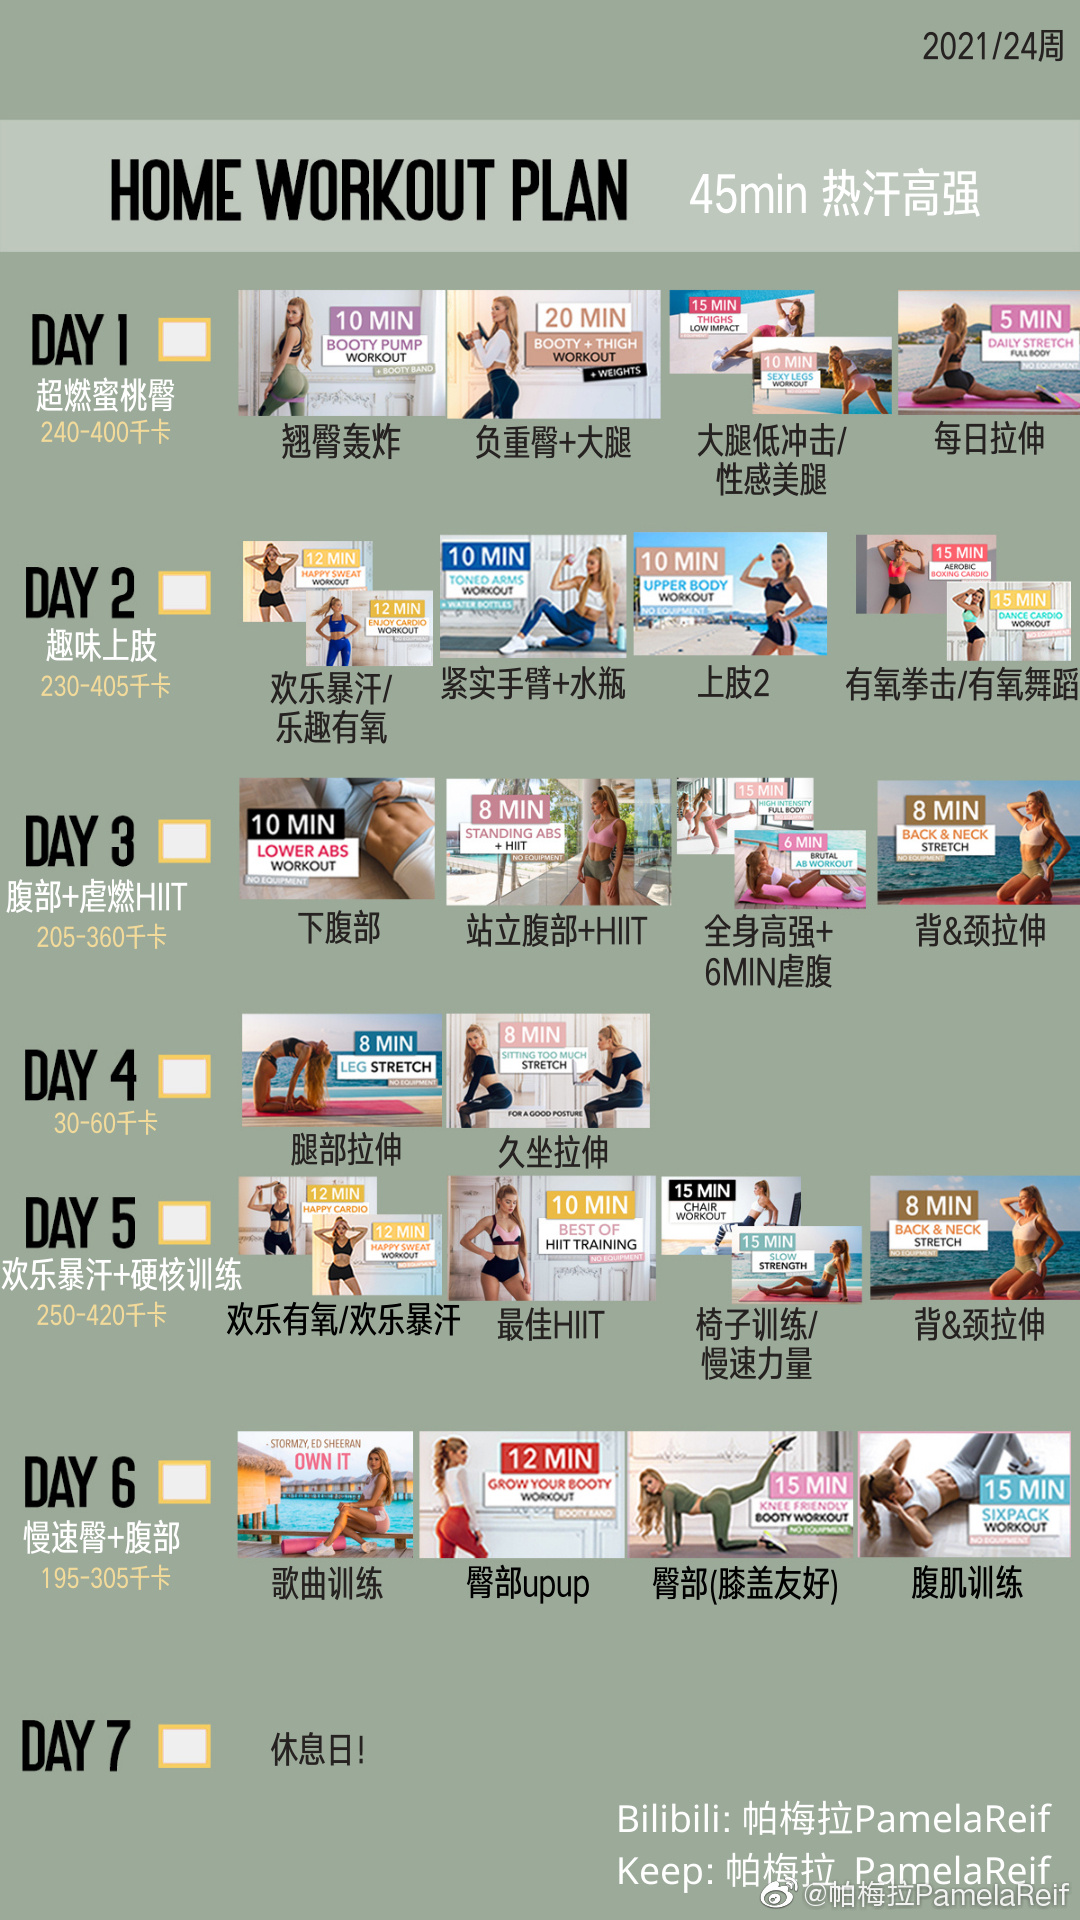 2021/24周
HOME WORKOUT PLAN 45min 热汗高强
DAY 1
超燃蜜桃臀
240-400千卡
10 MIN
BOOTY PUMP
WORKOUT
+ BOOTY BAND
翘臀轰炸
20 MIN
BOOTY + THIGH
WORKOUT
+ WEIGHTS
负重臀+大腿
15 MIN
THIGHS
LOW IMPACT
10 MIN
SEXY LEGS
WORKOUT
大腿低冲击/
性感美腿
5 MIN
DAILY STRETCH
FULL BODY
NO EQUIPMENT
每日拉伸
DAY 2
趣味上肢
230-405千卡
12 MIN
HAPPY SWEAT
WORKOUT
12 MIN
ENJOY CARDIO
WORKOUT
欢乐暴汗/
乐趣有氧
10 MIN
TONED ARMS
WORKOUT
+ WATER BOTTLES
紧实手臂+水瓶
10 MIN
UPPER BODY
WORKOUT
NO EQUIPMENT
上肢2
15 MIN
AEROBIC
BOXING CARDIO
15 MIN
DANCE CARDIO
WORKOUT
NO EQUIPMENT
有氧拳击/有氧舞蹈
DAY 3
腹部+虐燃HIIT
205-360千卡
10 MIN
LOWER ABS
WORKOUT
NO EQUIPMENT
下腹部
8 MIN
STANDING ABS
+ HIIT
NO EQUIPMENT
站立腹部+HIIT
15 MIN
HIGH INTENSITY
FULL BODY
6 MIN
BRUTAL
AB WORKOUT
全身高强+
6MIN虐腹
8 MIN
BACK & NECK
STRETCH
NO EQUIPMENT
背&颈拉伸
DAY 4
30-60千卡
8 MIN
LEG STRETCH
NO EQUIPMENT
腿部拉伸
8 MIN
SITTING TOO MUCH
STRETCH
FOR A GOOD POSTURE
久坐拉伸
DAY 5
欢乐暴汗+硬核训练
250-420千卡
12 MIN
HAPPY CARDIO
12 MIN
HAPPY SWEAT
WORKOUT
欢乐有氧/欢乐暴汗
10 MIN
BEST OF
HIIT TRAINING
NO EQUIPMENT
最佳HIIT
15 MIN
CHAIR
WORKOUT
15 MIN
SLOW
STRENGTH
椅子训练/
慢速力量
8 MIN
BACK & NECK
STRETCH
NO EQUIPMENT
背&颈拉伸
DAY 6
慢速臀+腹部
195-305千卡
- STORMZY, ED SHEERAN
OWN IT
歌曲训练
12 MIN
GROW YOUR BOOTY
WORKOUT
BOOTY BAND
臀部upup
15 MIN
KNEE FRIENDLY
BOOTY WORKOUT
NO EQUIPMENT
臀部(膝盖友好)
15 MIN
SIXPACK
WORKOUT
NO EQUIPMENT
腹肌训练
DAY 7
休息日!
Bilibili: 帕梅拉PamelaReif
Keep: 帕梅拉_PamelaReif
@帕梅拉PamelaReif